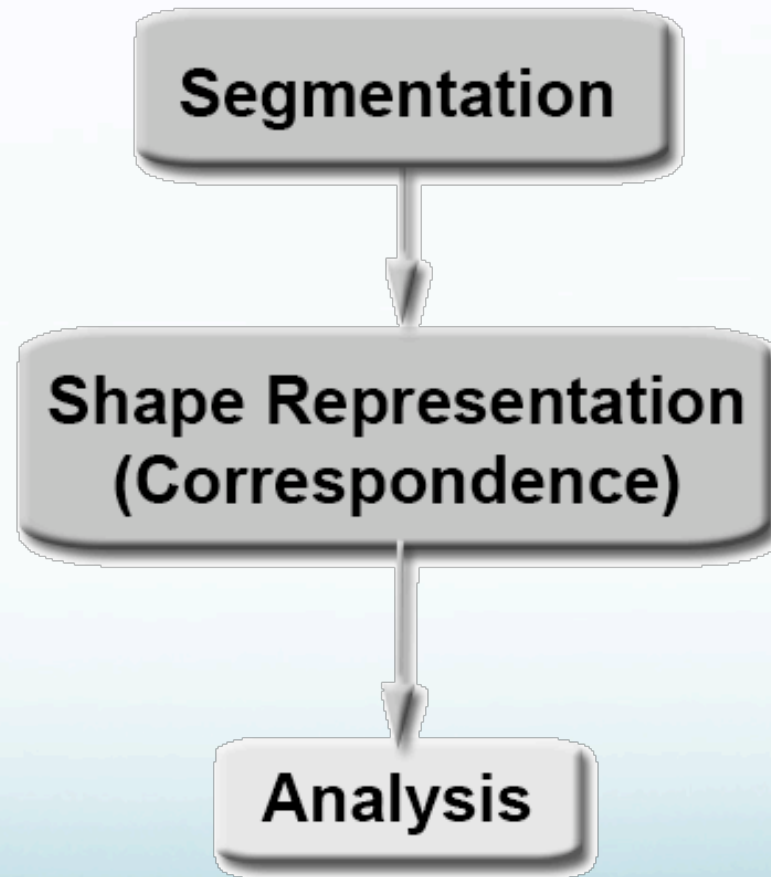 Segmentation
Shape Representation
(Correspondence)
Analysis